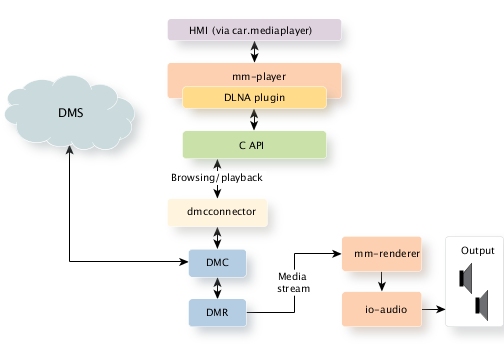 HMI (via car.mediaplayer)
mm-player
DLNA plugin
DMS
C API
Browsing/playback
dmcconnector
DMC
Media
stream
mm-renderer
Output
DMR
io-audio